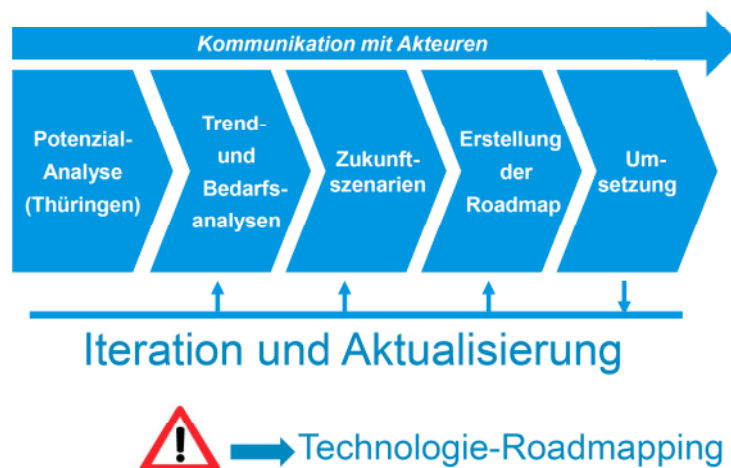 Kommunikation mit Akteuren
Potenzial-
Analyse
(Thüringen)
Trend-
und
Bedarfs-
analysen
Zukunft-
szenarien
Erstellung
der
Roadmap
Um-
setzung
Iteration und Aktualisierung
!
Technologie-Roadmapping